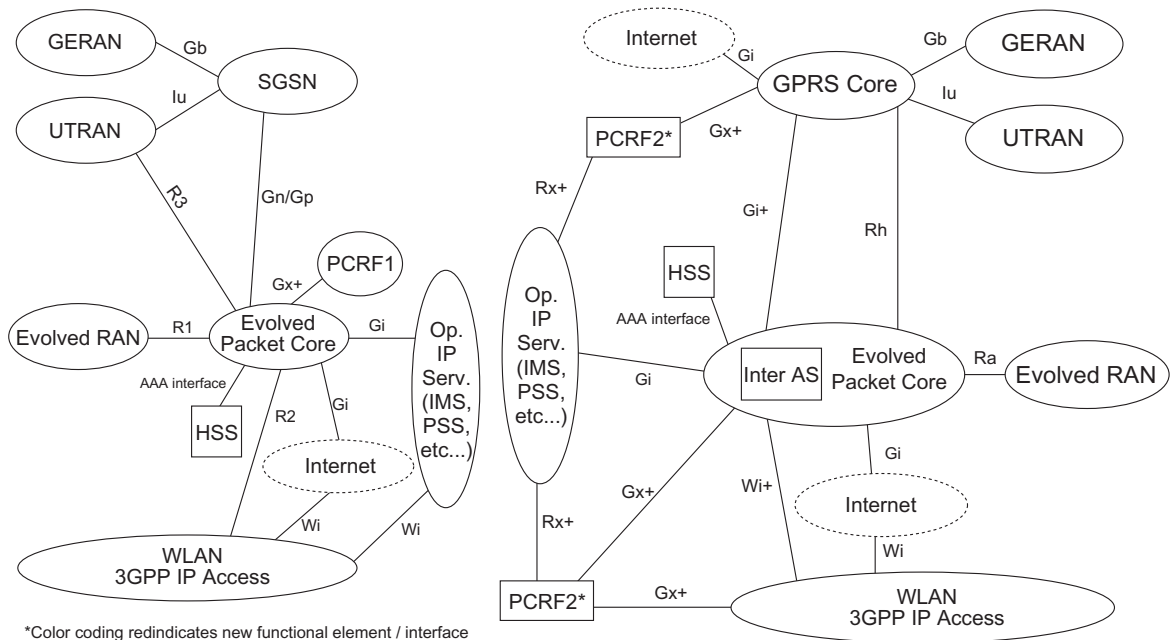 GERAN
Gb
SGSN
Iu
UTRAN
R3
Gn/Gp
PCRF1
Gx+
Evolved RAN
R1
Evolved
Packet Core
Gi
Op.
IP
Serv.
(IMS,
PSS,
etc...)
AAA interface
HSS
R2
Gi
Internet
Wi
Wi
WLAN
3GPP IP Access
*Color coding redindicates new functional element / interface
Internet
Gi
GPRS Core
Gb
GERAN
Iu
UTRAN
PCRF2*
Gx+
Rx+
Gi+
Rh
HSS
AAA interface
Op.
IP
Serv.
(IMS,
PSS,
etc...)
Gi
Inter AS
Evolved
Packet Core
Ra
Evolved RAN
Gx+
Wi+
Gi
Internet
Rx+
Wi
PCRF2*
Gx+
WLAN
3GPP IP Access